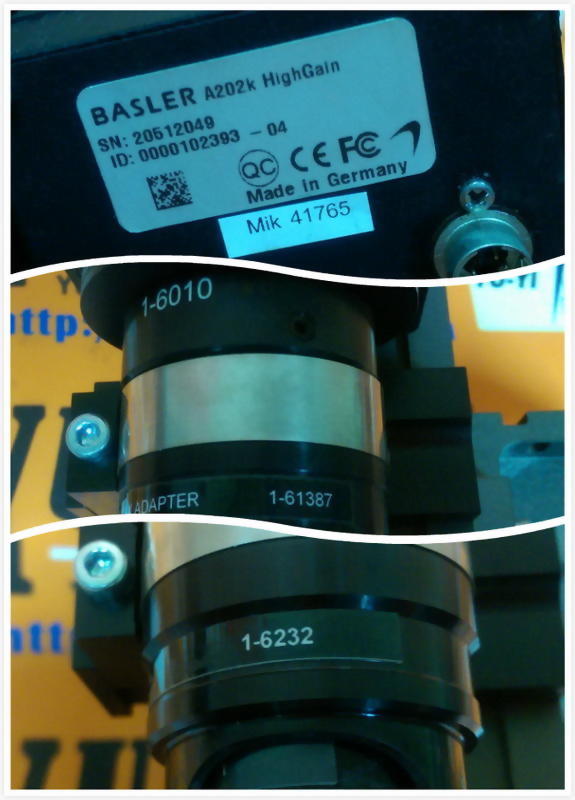 BASLER A202k HighGain
SN: 20512049
ID: 0000102393 - 04
QC CE FC
Made in Germany
Mik 41765
1-6010
http:
ADAPTER 1-61387
1-6232